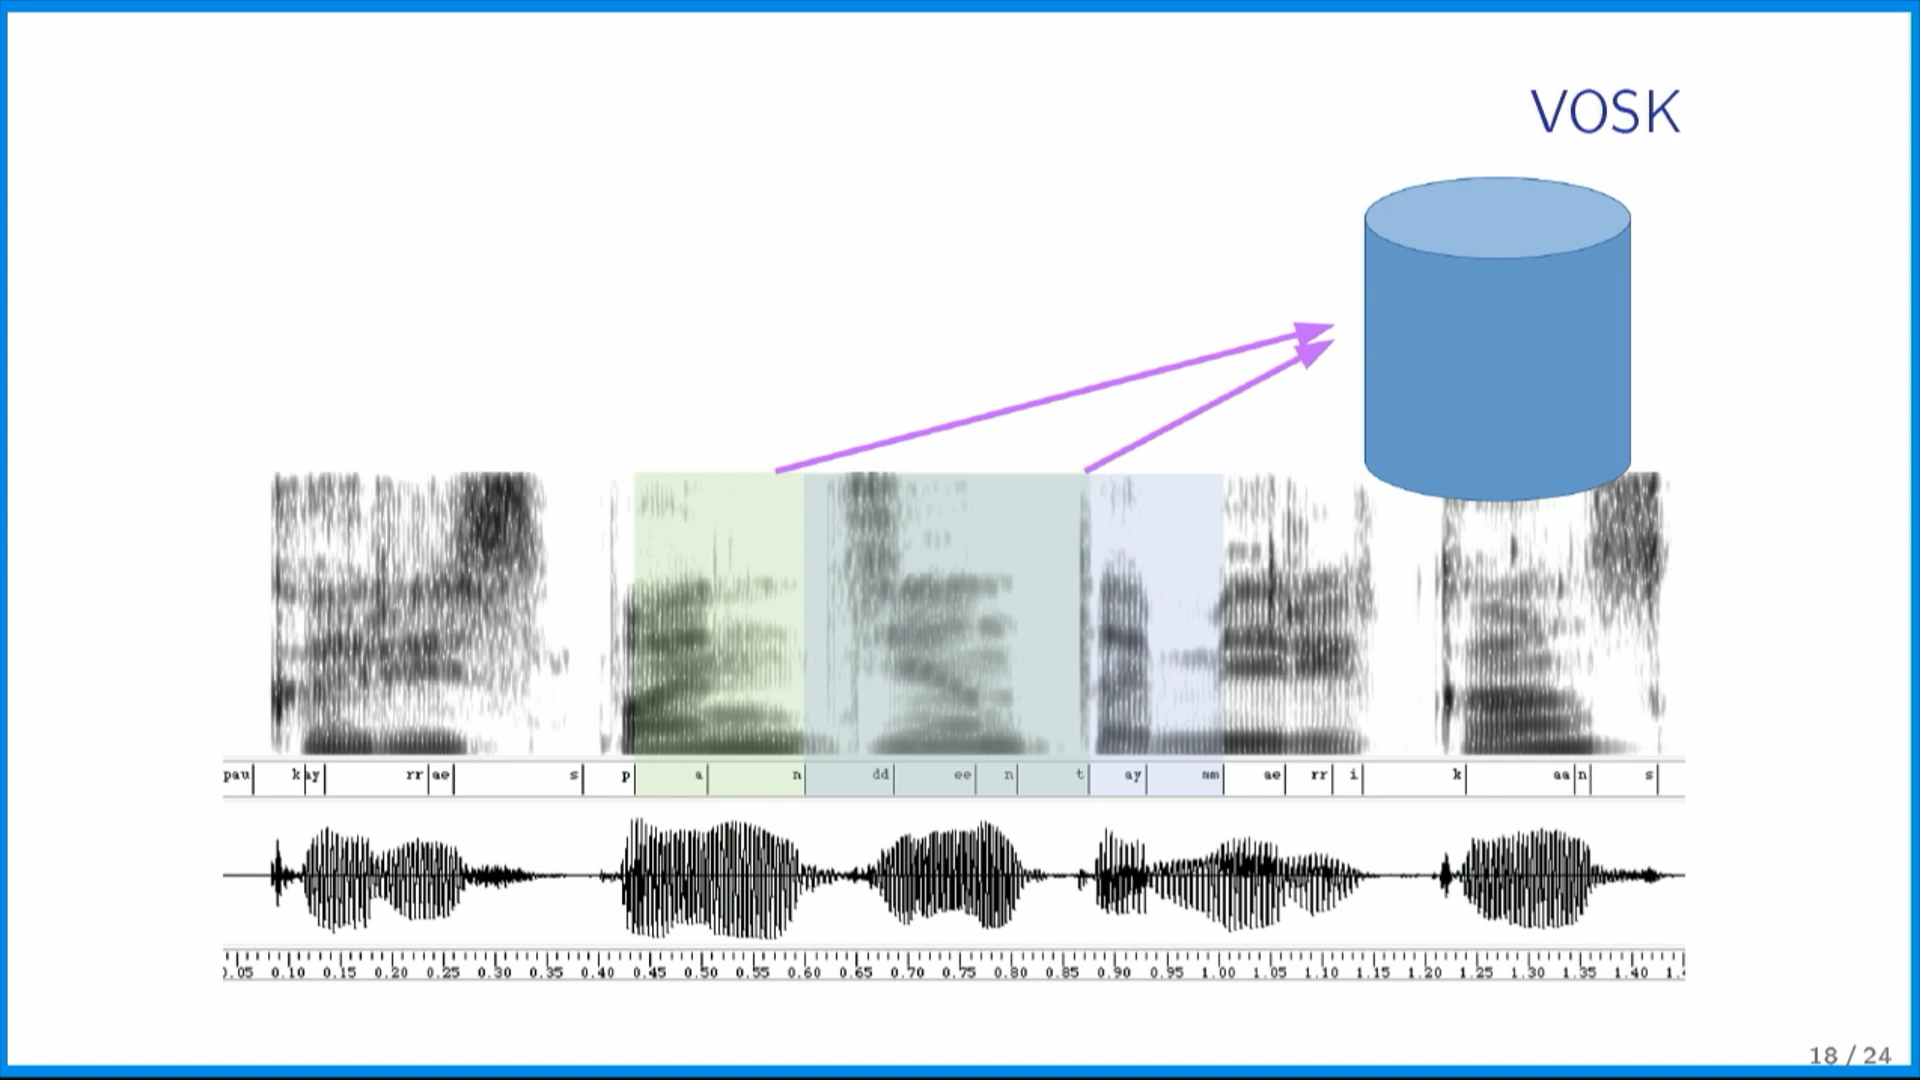 VOSK
pau k ay rr ae s p a n dd ee n t ay mm ae rr i k aa n s
0.05 0.10 0.15 0.20 0.25 0.30 0.35 0.40 0.45 0.50 0.55 0.60 0.65 0.70 0.75 0.80 0.85 0.90 0.95 1.00 1.05 1.10 1.15 1.20 1.25 1.30 1.35 1.40
18 / 24